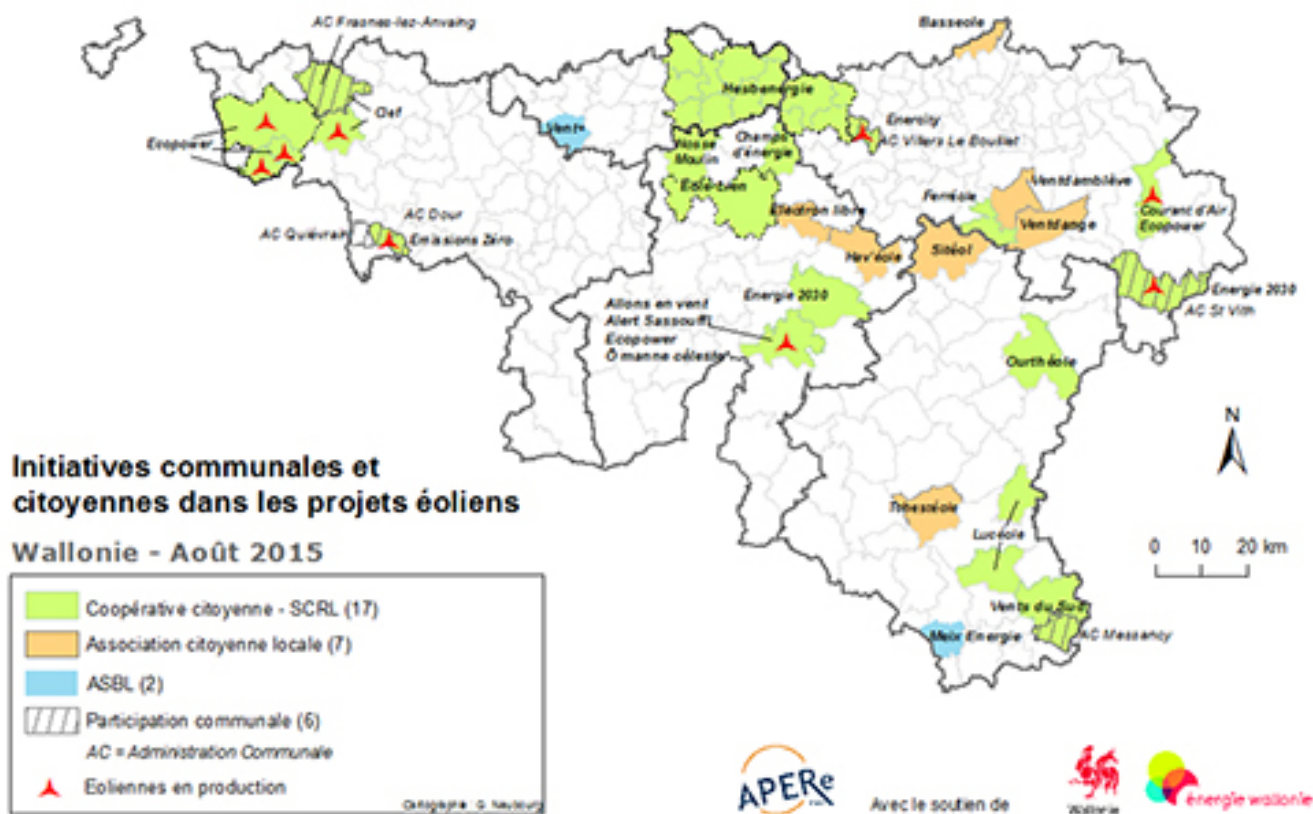 AC Frasnes-lez-Anvaing
Basseole
Clef
Hesbenergie
Ecopower
Vent+
Enercity
AC Villers Le Bouillet
Nosse
Moulin
Champs
d'énergie
Ventdamblève
Eole-Lien
Ferréole
AC Dour
Electron libre
Courant d'Air
Ecopower
AC Quiévrain
Emissions Zéro
Ventdange
Hav'éole
Sitéol
Energie 2030
Energie 2030
AC St Vith
Allons en vent
Alert Sassouffl
Ecopower
Ô manne céleste
Ourthéole
N
Initiatives communales et
citoyennes dans les projets éoliens
Wallonie - Août 2015
Lucéole
0 10 20 km
Vents du Sud
Meix Energie
AC Messancy
Coopérative citoyenne - SCRL (17)
Association citoyenne locale (7)
ASBL (2)
Participation communale (6)
AC = Administration Communale
Eoliennes en production
Cartographie : G.
APERe
Avec le soutien de
Wallonie
énergie wallonie